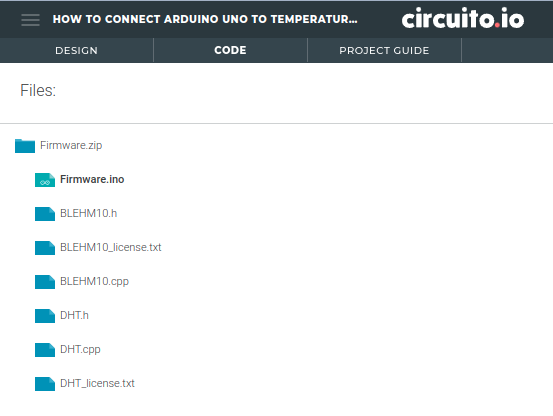 HOW TO CONNECT ARDUINO UNO TO TEMPERATUR...
circuito.io
DESIGN
CODE
PROJECT GUIDE
Files:
Firmware.zip
Firmware.ino
BLEHM10.h
BLEHM10_license.txt
BLEHM10.cpp
DHT.h
DHT.cpp
DHT_license.txt